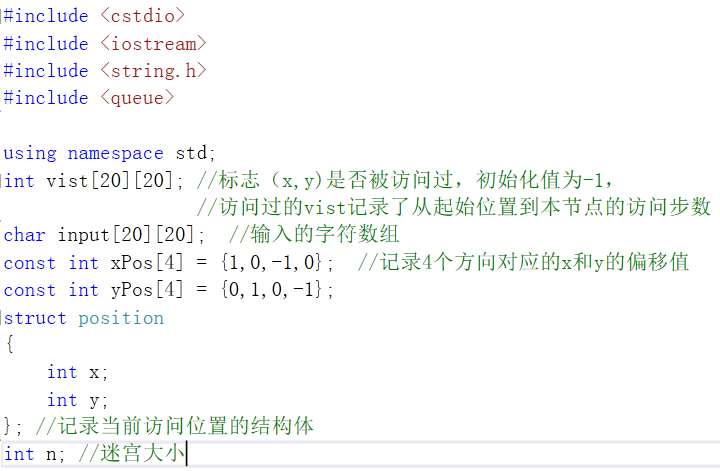 #include <cstdio>
#include <iostream>
#include <string.h>
#include <queue>
using namespace std;
int vist[20][20]; //标志（x,y)是否被访问过，初始化值为-1，
//访问过的vist记录了从起始位置到本节点的访问步数
char input[20][20]; //输入的字符数组
const int xPos[4] = {1,0,-1,0}; //记录4个方向对应的x和y的偏移值
const int yPos[4] = {0,1,0,-1};
struct position
{
int x;
int y;
}; //记录当前访问位置的结构体
int n; //迷宫大小